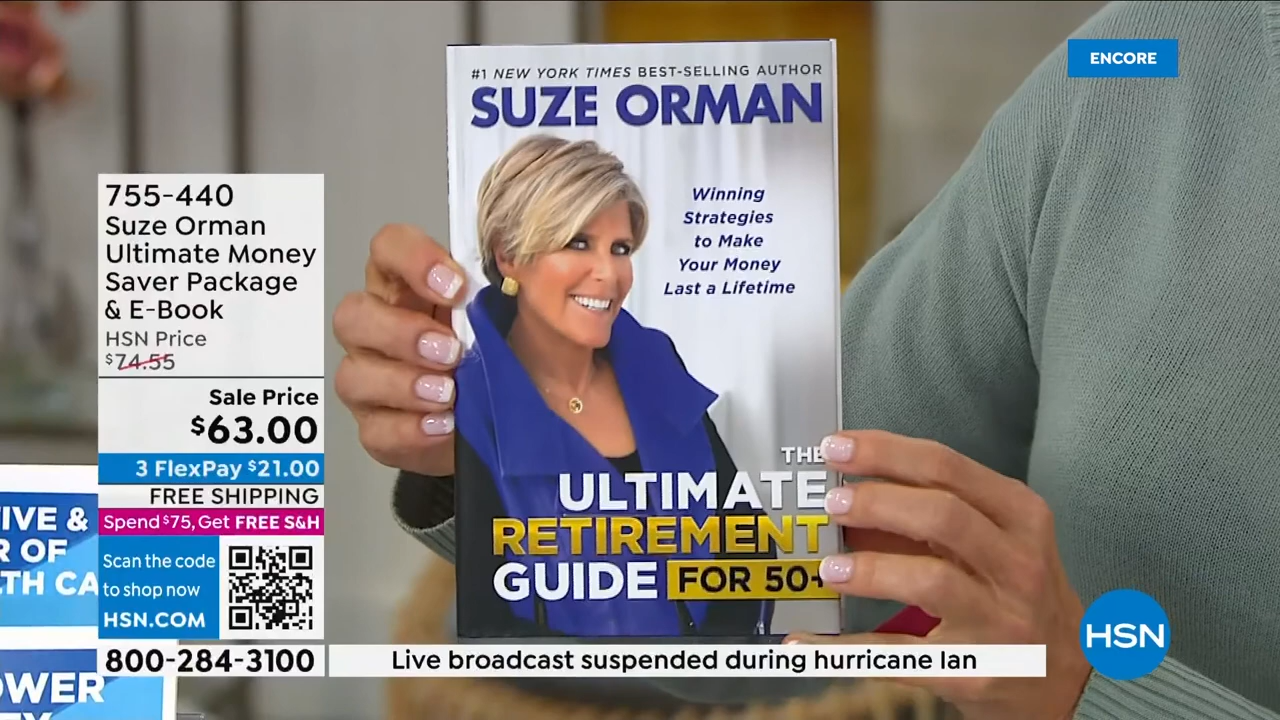 ENCORE
#1 NEW YORK TIMES BEST-SELLING AUTHOR
SUZE ORMAN
Winning
Strategies
to Make
Your Money
Last a Lifetime
THE
ULTIMATE
RETIREMENT
GUIDE FOR 50+
755-440
Suze Orman
Ultimate Money
Saver Package
& E-Book
HSN Price
$74.55
Sale Price
$63.00
3 FlexPay $21.00
FREE SHIPPING
Spend $75, Get FREE S&H
Scan the code
to shop now
HSN.COM
800-284-3100
Live broadcast suspended during hurricane Ian
HSN
&
OF